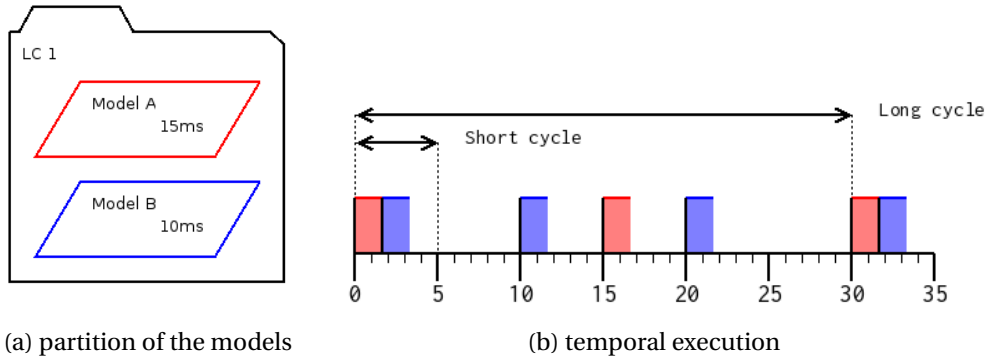 LC 1
Model A
15ms
Model B
10ms
Long cycle
Short cycle
0 5 10 15 20 25 30 35
(a) partition of the models
(b) temporal execution